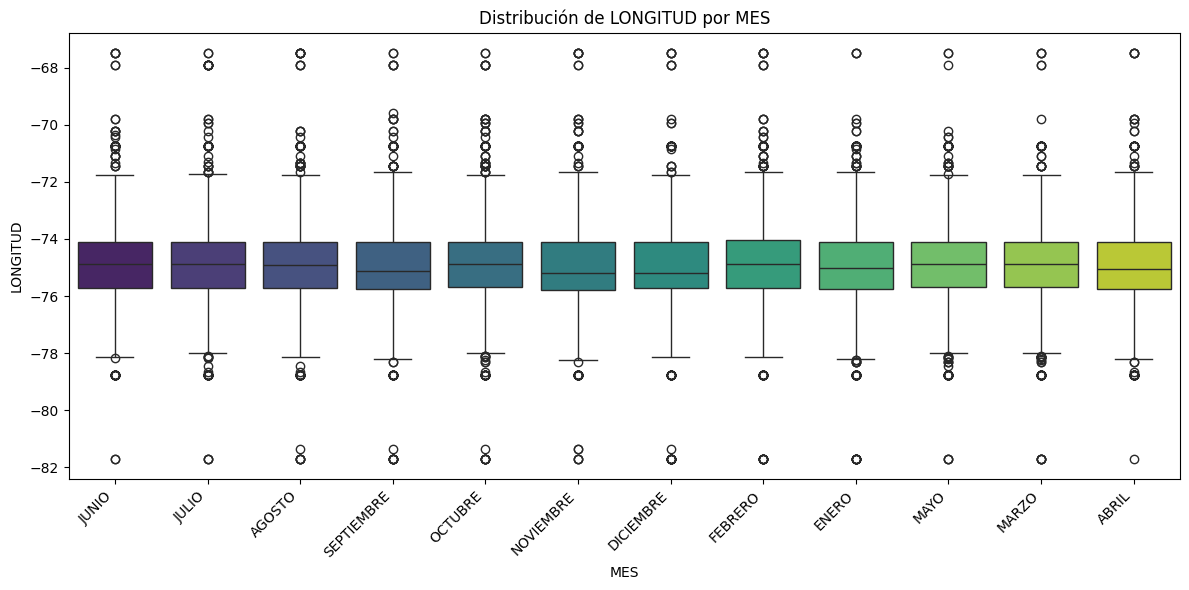 Distribución de LONGITUD por MES
LONGITUD
−68
−70
−72
−74
−76
−78
−80
−82
JUNIO
JULIO
AGOSTO
SEPTIEMBRE
OCTUBRE
NOVIEMBRE
DICIEMBRE
FEBRERO
ENERO
MAYO
MARZO
ABRIL
MES